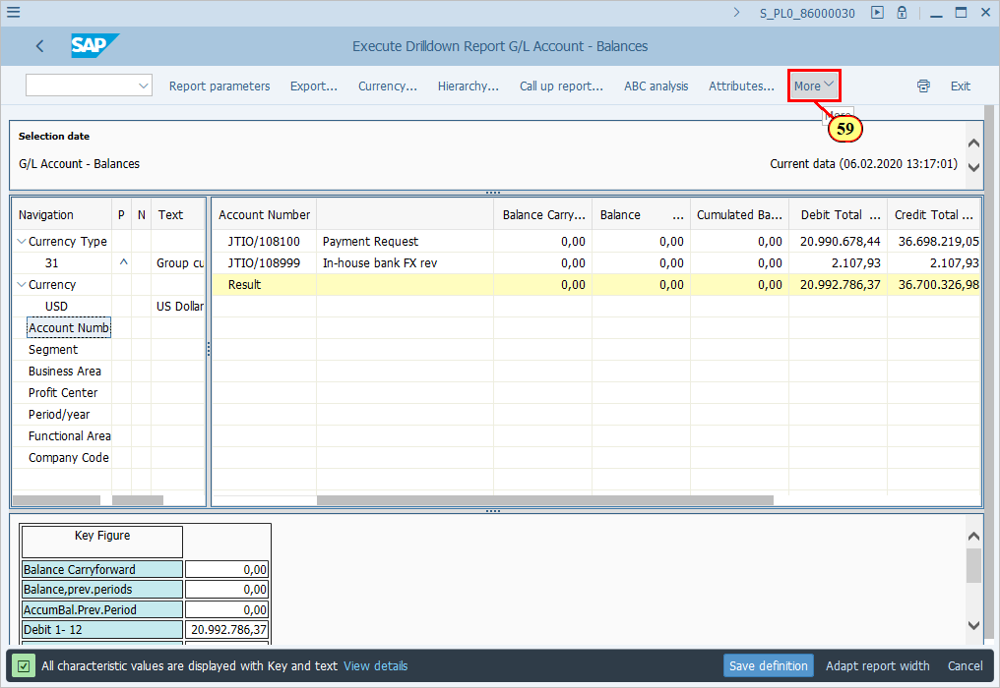 S_PL0_86000030
SAP
Execute Drilldown Report G/L Account - Balances
Report parameters Export... Currency... Hierarchy... Call up report... ABC analysis Attributes... More Exit
More
59
Selection date
G/L Account - Balances Current data (06.02.2020 13:17:01)
Navigation P N Text Account Number Balance Carry... Balance ... Cumulated Ba... Debit Total ... Credit Total ...
Currency Type JTIO/108100 Payment Request 0,00 0,00 0,00 20.990.678,44 36.698.219,05
31 Group cu JTIO/108999 In-house bank FX rev 0,00 0,00 0,00 2.107,93 2.107,93
Currency Result 0,00 0,00 0,00 20.992.786,37 36.700.326,98
USD US Dollar
Account Numb
Segment
Business Area
Profit Center
Period/year
Functional Area
Company Code
Key Figure
Balance Carryforward 0,00
Balance,prev.periods 0,00
AccumBal.Prev.Period 0,00
Debit 1- 12 20.992.786,37
All characteristic values are displayed with Key and text View details Save definition Adapt report width Cancel